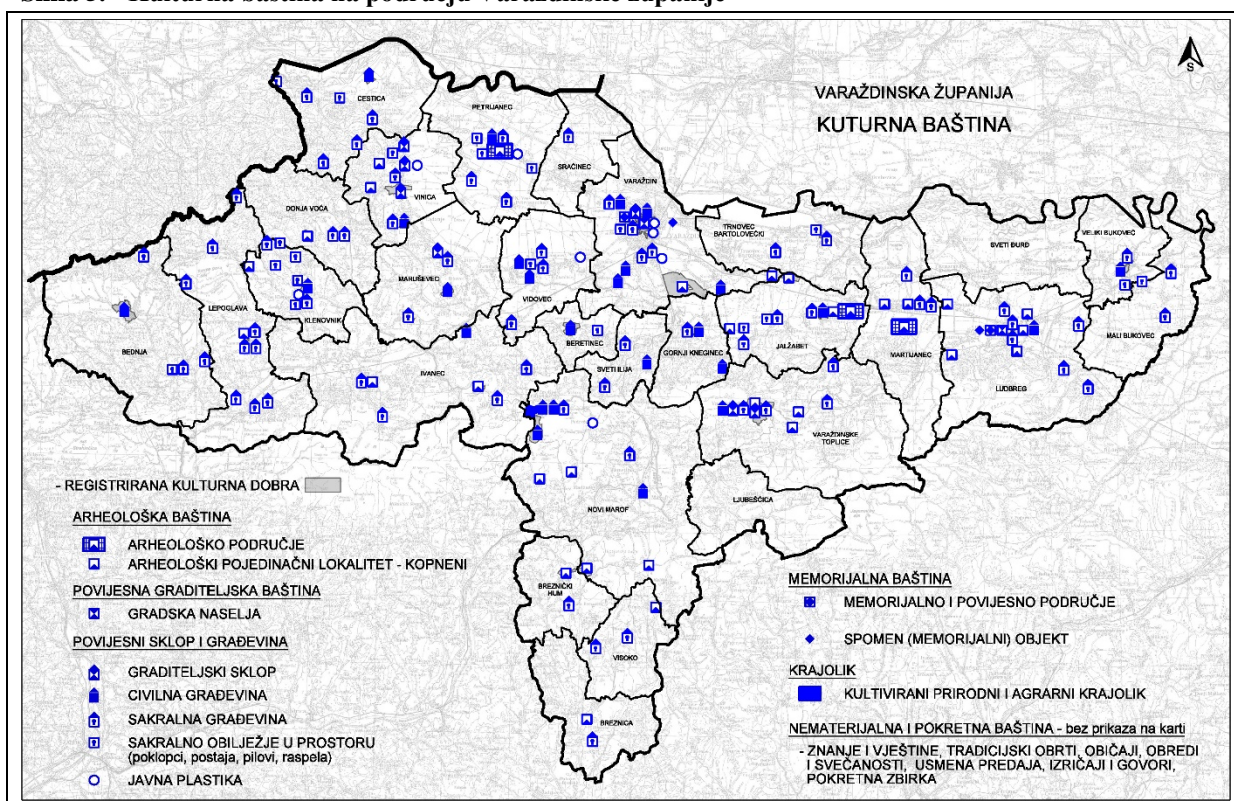 Kulturna baština na području Varaždinske županije
S
VARAŽDINSKA ŽUPANIJA
KUTURNA BAŠTINA
CESTICA
PETRIJANEC
SRAČINEC
VARAŽDIN
VINICA
DONJA VOĆA
TRNOVEC
BARTOLOVEČKI
SVETI ĐURĐ
VELIKI BUKOVEC
MARUŠEVEC
VIDOVEC
LEPOGLAVA
KLENOVNIK
BEDNJA
IVANEC
BERETINEC
SVETI ILIJA
GORNJI KNEGINEC
JALŽABET
MARTIJANEC
LUDBREG
MALI BUKOVEC
VARAŽDINSKE
TOPLICE
LJUBEŠĆICA
NOVI MAROF
BREZNIČKI
HUM
VISOKO
BREZNICA
- REGISTRIRANA KULTURNA DOBRA
ARHEOLOŠKA BAŠTINA
ARHEOLOŠKO PODRUČJE
ARHEOLOŠKI POJEDINAČNI LOKALITET - KOPNENI
POVIJESNA GRADITELJSKA BAŠTINA
GRADSKA NASELJA
POVIJESNI SKLOP I GRAĐEVINA
GRADITELJSKI SKLOP
CIVILNA GRAĐEVINA
SAKRALNA GRAĐEVINA
SAKRALNO OBILJEŽJE U PROSTORU
(poklopci, postaja, pilovi, raspela)
JAVNA PLASTIKA
MEMORIJALNA BAŠTINA
MEMORIJALNO I POVIJESNO PODRUČJE
SPOMEN (MEMORIJALNI) OBJEKT
KRAJOLIK
KULTIVIRANI PRIRODNI I AGRARNI KRAJOLIK
NEMATERIJALNA I POKRETNA BAŠTINA - bez prikaza na karti
- ZNANJE I VJEŠTINE, TRADICIJSKI OBRTI, OBIČAJI, OBREDI
I SVEČANOSTI, USMENA PREDAJA, IZRIČAJI I GOVORI,
POKRETNA ZBIRKA